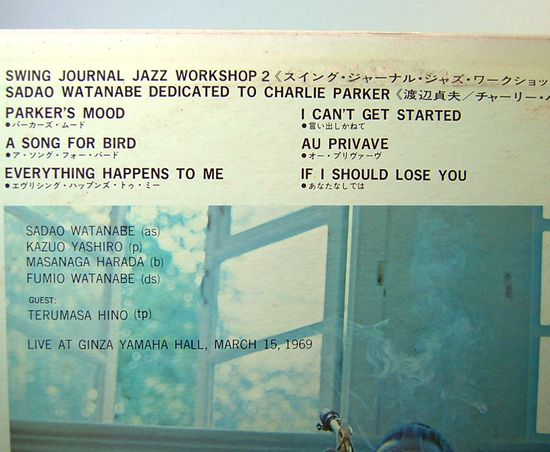 SWING JOURNAL JAZZ WORKSHOP 2《スイング・ジャーナル・ジャズ・ワークショッ
SADAO WATANABE DEDICATED TO CHARLIE PARKER《渡辺貞夫／チャーリー・
PARKER'S MOOD
●パーカーズ・ムード
A SONG FOR BIRD
●ア・ソング・フォー・バード
EVERYTHING HAPPENS TO ME
●エヴリシング・ハップンズ・トゥ・ミー
I CAN'T GET STARTED
●言い出しかねて
AU PRIVAVE
●オー・プリヴァーヴ
IF I SHOULD LOSE YOU
●あなたなしでは
SADAO WATANABE (as)
KAZUO YASHIRO (p)
MASANAGA HARADA (b)
FUMIO WATANABE (ds)
GUEST:
TERUMASA HINO (tp)
LIVE AT GINZA YAMAHA HALL, MARCH 15, 1969